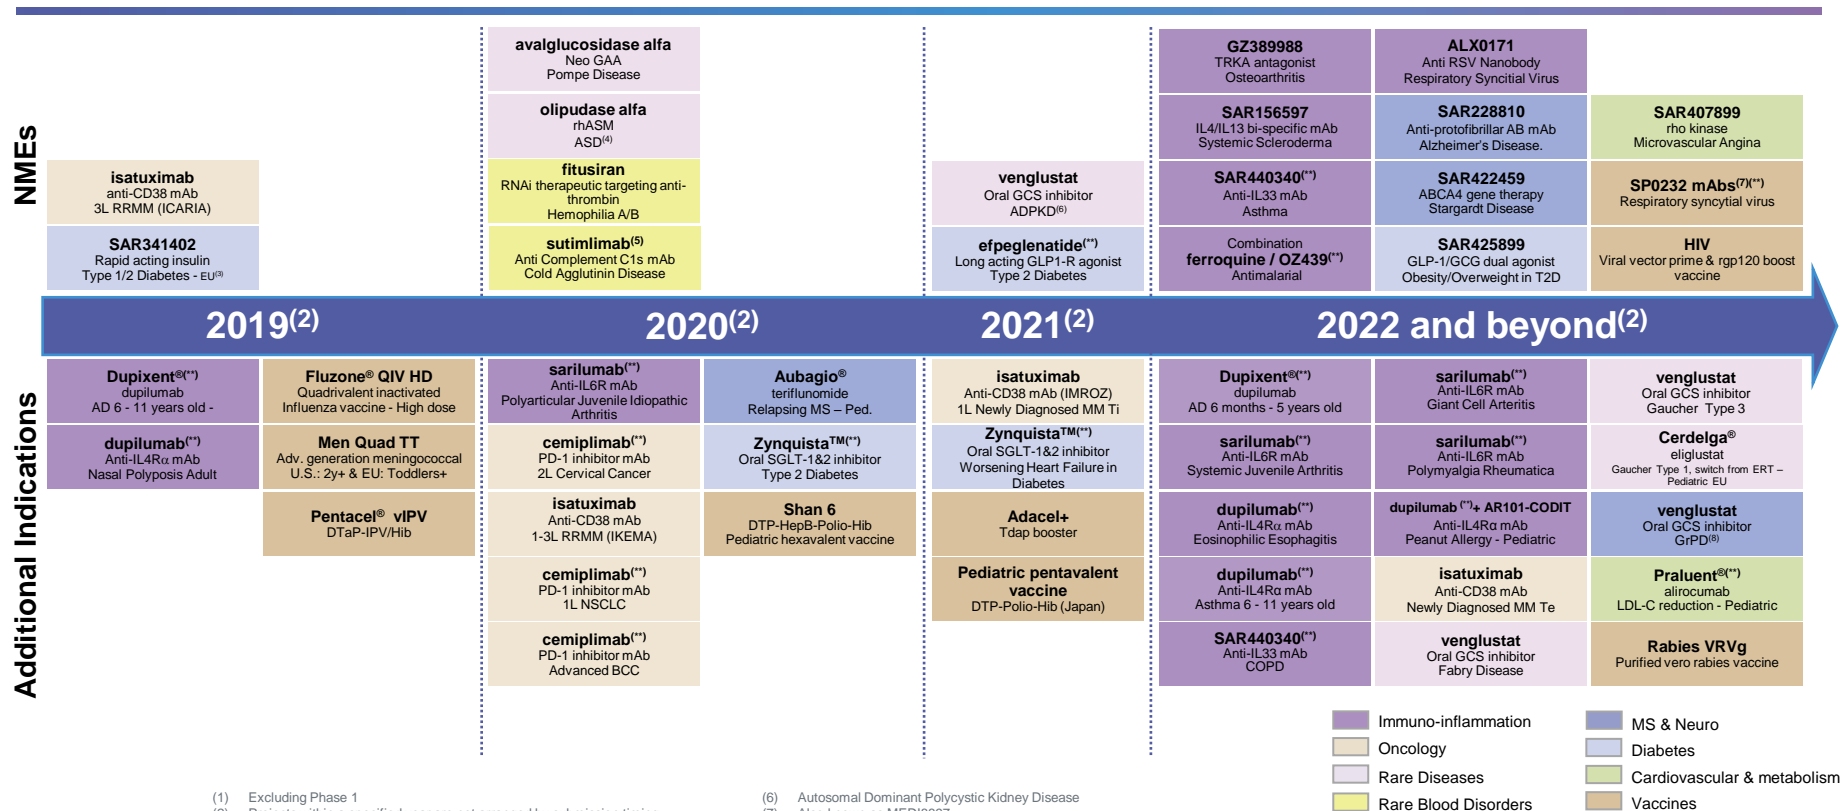 NMEs
isatuximab
anti-CD38 mAb
3L RRMM (ICARIA)
SAR341402
Rapid acting insulin
Type 1/2 Diabetes - EU(3)
avalglucosidase alfa
Neo GAA
Pompe Disease
olipudase alfa
rhASM
ASD(4)
fitusiran
RNAi therapeutic targeting anti-
thrombin
Hemophilia A/B
sutimlimab(5)
Anti Complement C1s mAb
Cold Agglutinin Disease
venglustat
Oral GCS inhibitor
ADPKD(6)
efpeglenatide(**)
Long acting GLP1-R agonist
Type 2 Diabetes
GZ389988
TRKA antagonist
Osteoarthritis
SAR156597
IL4/IL13 bi-specific mAb
Systemic Scleroderma
SAR440340(**)
Anti-IL33 mAb
Asthma
Combination
ferroquine / OZ439(**)
Antimalarial
ALX0171
Anti RSV Nanobody
Respiratory Syncitial Virus
SAR228810
Anti-protofibrillar AB mAb
Alzheimer's Disease.
SAR422459
ABCA4 gene therapy
Stargardt Disease
SAR425899
GLP-1/GCG dual agonist
Obesity/Overweight in T2D
SAR407899
rho kinase
Microvascular Angina
SP0232 mAbs(7)(**)
Respiratory syncytial virus
HIV
Viral vector prime & rgp120 boost
vaccine
2019(2)
2020(2)
2021(2)
2022 and beyond(2)
Additional Indications
Dupixent®(**)
dupilumab
AD 6 - 11 years old -
dupilumab(**)
Anti-IL4Rα mAb
Nasal Polyposis Adult
Fluzone® QIV HD
Quadrivalent inactivated
Influenza vaccine - High dose
Men Quad TT
Adv. generation meningococcal
U.S.: 2y+ & EU: Toddlers+
Pentacel® vIPV
DTaP-IPV/Hib
sarilumab(**)
Anti-IL6R mAb
Polyarticular Juvenile Idiopathic
Arthritis
cemiplimab(**)
PD-1 inhibitor mAb
2L Cervical Cancer
isatuximab
Anti-CD38 mAb
1-3L RRMM (IKEMA)
cemiplimab(**)
PD-1 inhibitor mAb
1L NSCLC
cemiplimab(**)
PD-1 inhibitor mAb
Advanced BCC
Aubagio®
teriflunomide
Relapsing MS – Ped.
Zynquista™(**)
Oral SGLT-1&2 inhibitor
Type 2 Diabetes
Shan 6
DTP-HepB-Polio-Hib
Pediatric hexavalent vaccine
isatuximab
Anti-CD38 mAb (IMROZ)
1L Newly Diagnosed MM Ti
Zynquista™(**)
Oral SGLT-1&2 inhibitor
Worsening Heart Failure in
Diabetes
Adacel+
Tdap booster
Pediatric pentavalent
vaccine
DTP-Polio-Hib (Japan)
Dupixent®(**)
dupilumab
AD 6 months - 5 years old
sarilumab(**)
Anti-IL6R mAb
Systemic Juvenile Arthritis
dupilumab(**)
Anti-IL4Rα mAb
Eosinophilic Esophagitis
dupilumab(**)
Anti-IL4Rα mAb
Asthma 6 - 11 years old
SAR440340(**)
Anti-IL33 mAb
COPD
sarilumab(**)
Anti-IL6R mAb
Giant Cell Arteritis
sarilumab(**)
Anti-IL6R mAb
Polymyalgia Rheumatica
dupilumab (**)+ AR101-CODIT
Anti-IL4Rα mAb
Peanut Allergy - Pediatric
isatuximab
Anti-CD38 mAb
Newly Diagnosed MM Te
venglustat
Oral GCS inhibitor
Fabry Disease
venglustat
Oral GCS inhibitor
Gaucher Type 3
Cerdelga®
eliglustat
Gaucher Type 1, switch from ERT –
Pediatric EU
venglustat
Oral GCS inhibitor
GrPD(8)
Praluent®(**)
alirocumab
LDL-C reduction - Pediatric
Rabies VRVg
Purified vero rabies vaccine
Immuno-inflammation
Oncology
Rare Diseases
Rare Blood Disorders
MS & Neuro
Diabetes
Cardiovascular & metabolism
Vaccines
(1) Excluding Phase 1
(6) Autosomal Dominant Polycystic Kidney Disease